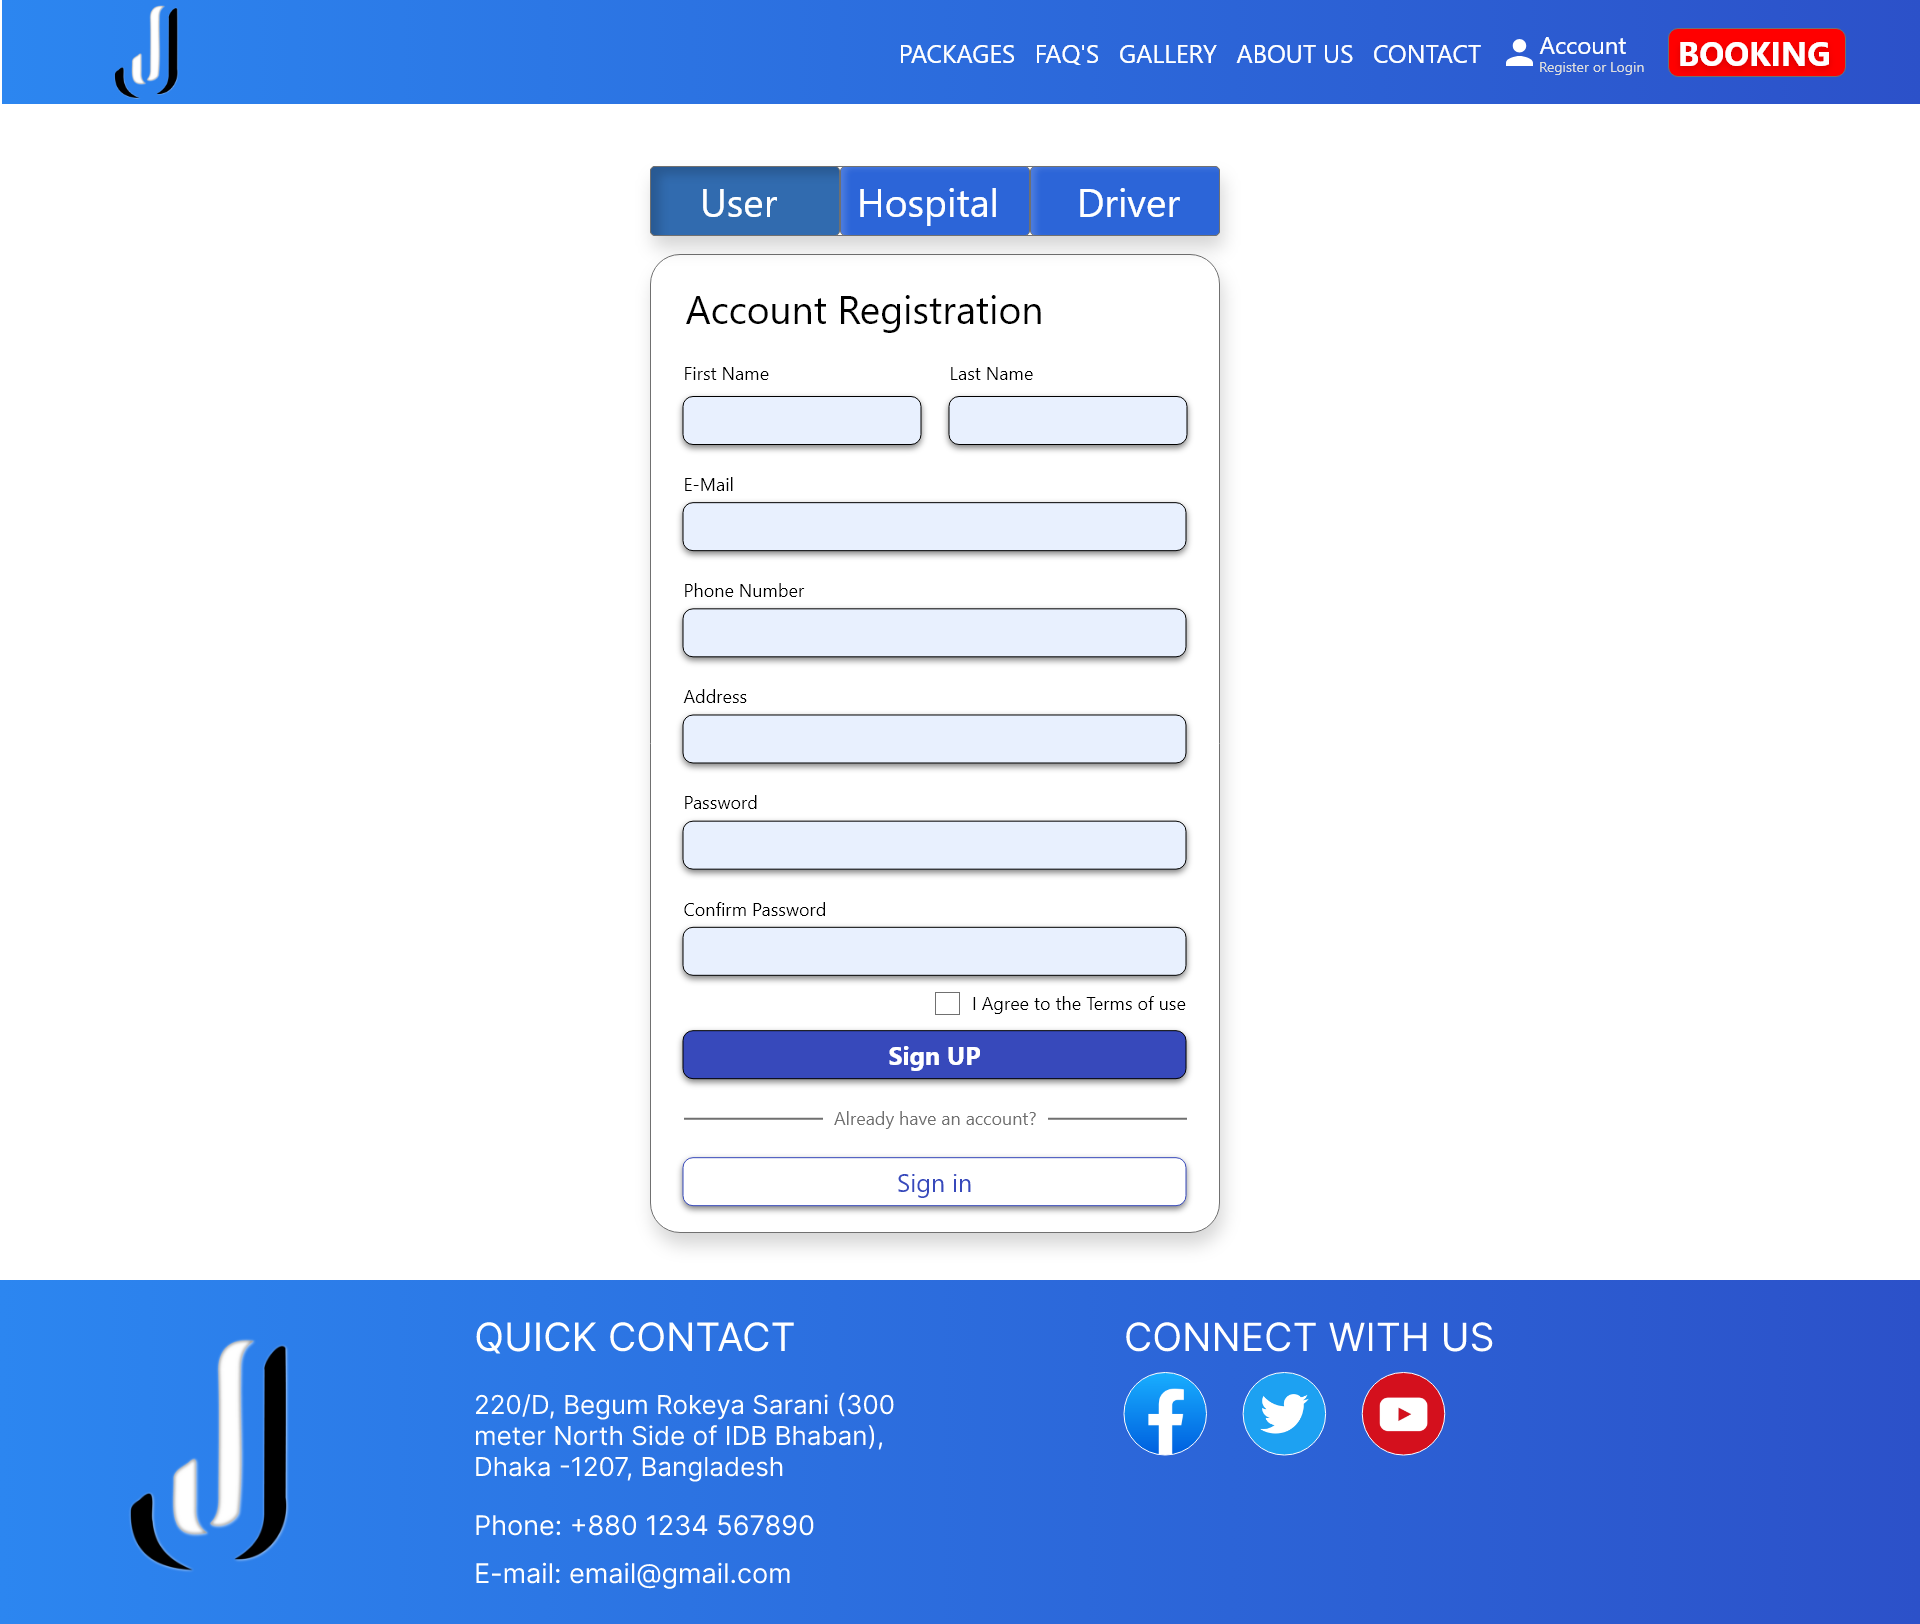 PACKAGES FAQ'S GALLERY ABOUT US CONTACT Account BOOKING
Register or Login
User Hospital Driver
Account Registration
First Name Last Name
E-Mail
Phone Number
Address
Password
Confirm Password
I Agree to the Terms of use
Sign UP
Already have an account?
Sign in
QUICK CONTACT
220/D, Begum Rokeya Sarani (300
meter North Side of IDB Bhaban),
Dhaka -1207, Bangladesh
Phone: +880 1234 567890
E-mail: email@gmail.com
CONNECT WITH US